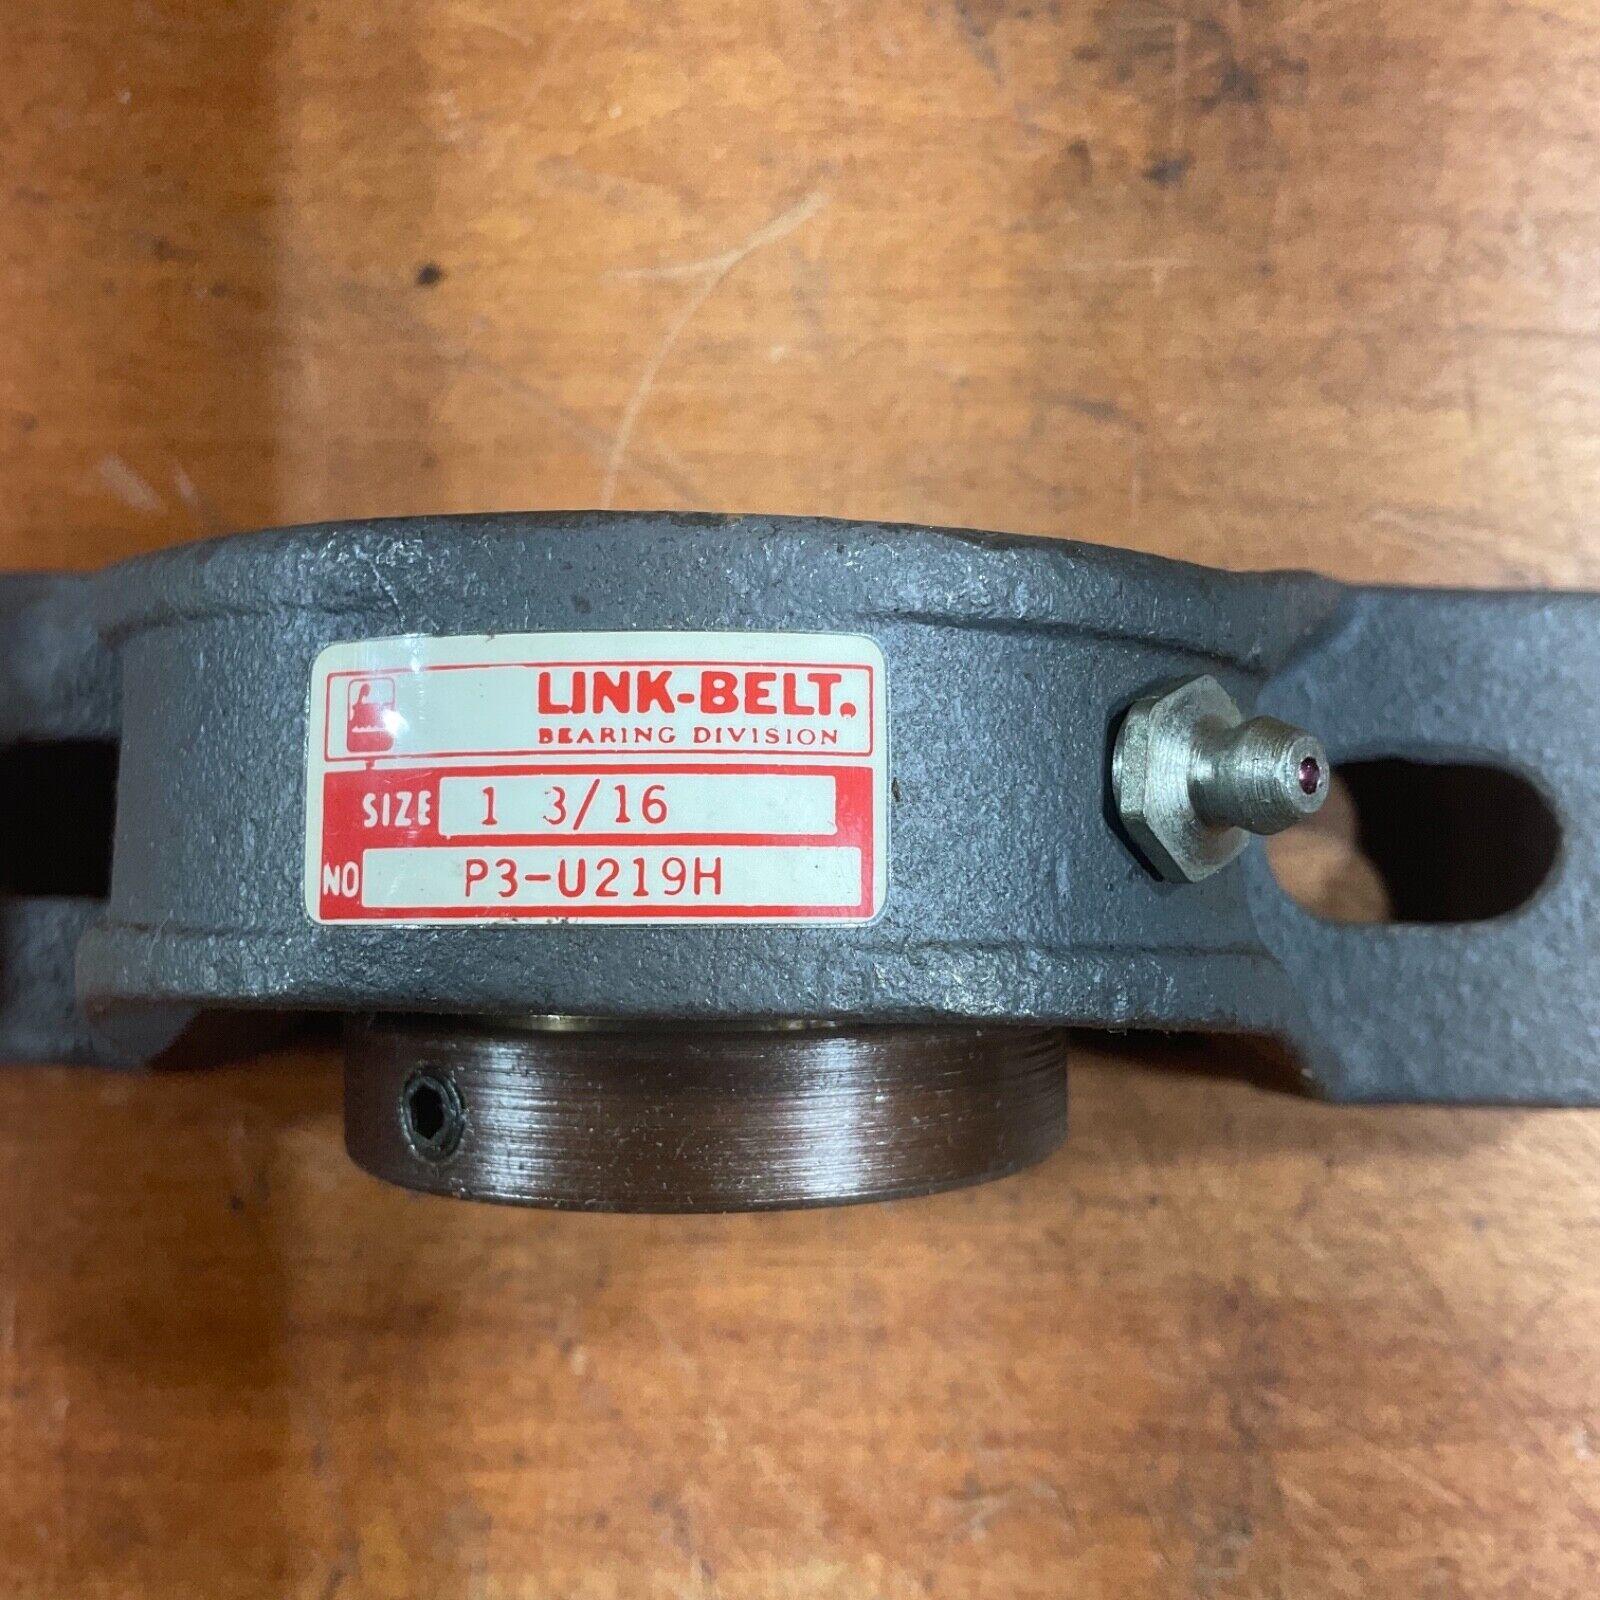 LINK-BELT.
BEARING DIVISION
SIZE 1 3/16
NO P3-U219H